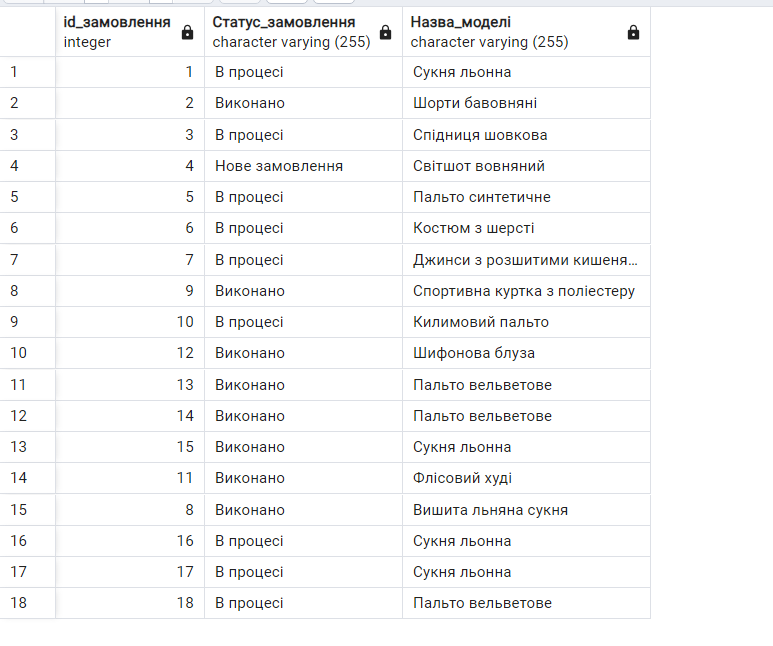 id_замовлення Статус_замовлення Назва_моделі
integer character varying (255) character varying (255)
1 1 В процесі Сукня льонна
2 2 Виконано Шорти бавовняні
3 3 В процесі Спідниця шовкова
4 4 Нове замовлення Світшот вовняний
5 5 В процесі Пальто синтетичне
6 6 В процесі Костюм з шерсті
7 7 В процесі Джинси з розшитими кишеня...
8 9 Виконано Спортивна куртка з поліестеру
9 10 В процесі Килимовий пальто
10 12 Виконано Шифонова блуза
11 13 Виконано Пальто вельветове
12 14 Виконано Пальто вельветове
13 15 Виконано Сукня льонна
14 11 Виконано Флісовий худі
15 8 Виконано Вишита льняна сукня
16 16 В процесі Сукня льонна
17 17 В процесі Сукня льонна
18 18 В процесі Пальто вельветове